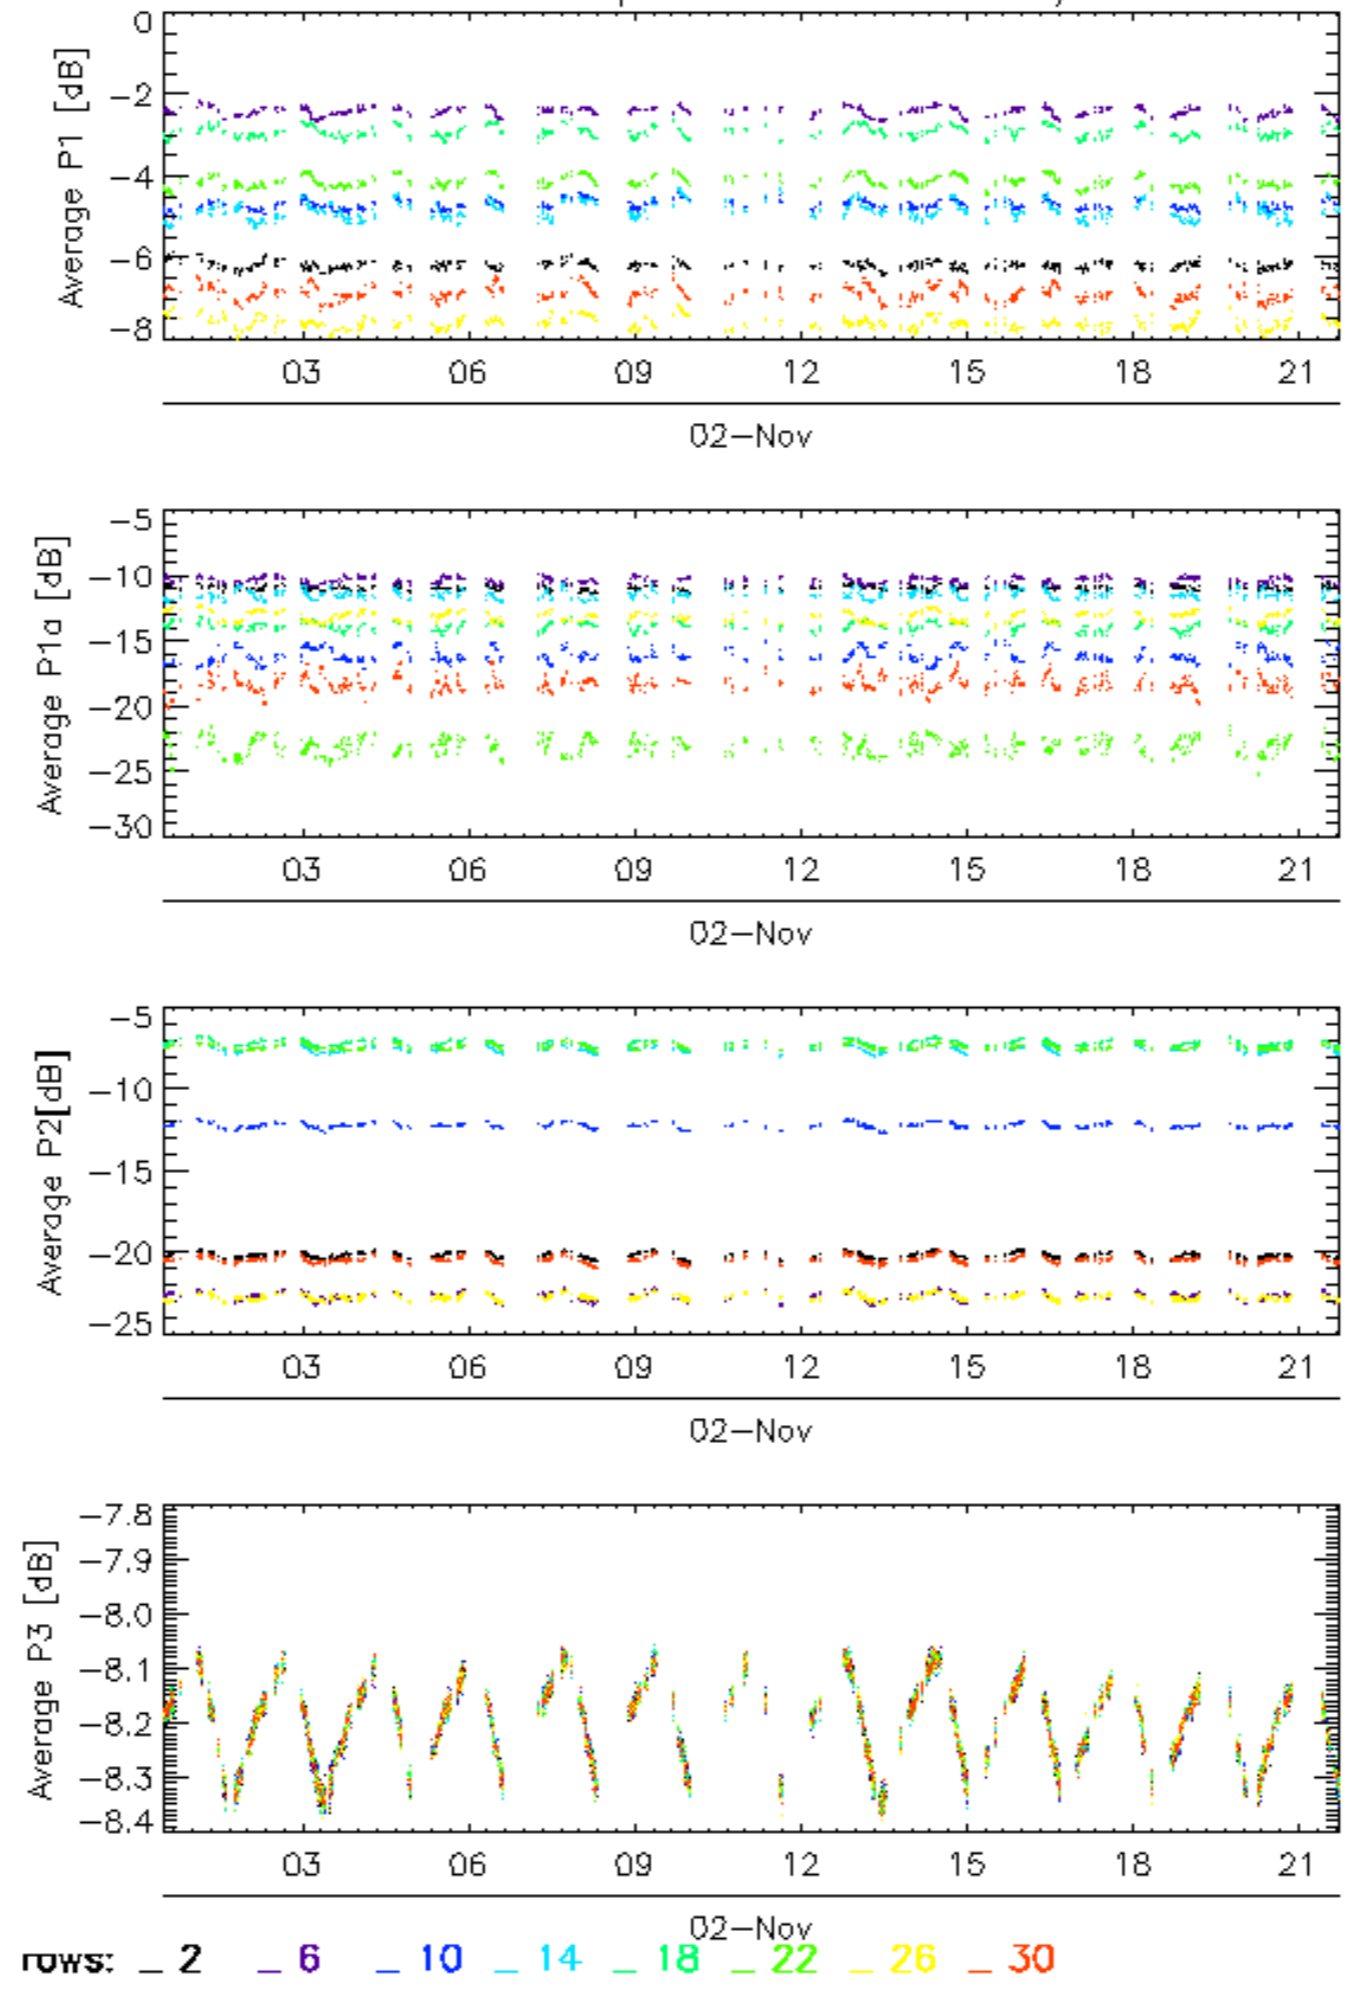 0
−2
−4
−6
−8
Average P1 [dB]
03 06 09 12 15 18 21
02−Nov
−5
−10
−15
−20
−25
−30
Average P1a [dB]
03 06 09 12 15 18 21
02−Nov
−5
−10
−15
−20
−25
Average P2[dB]
03 06 09 12 15 18 21
02−Nov
−7.8
−7.9
−8.0
−8.1
−8.2
−8.3
−8.4
Average P3 [dB]
03 06 09 12 15 18 21
02−Nov
rows: _ 2 _ 6 _ 10 _ 14 _ 18 _ 22 _ 26 _ 30